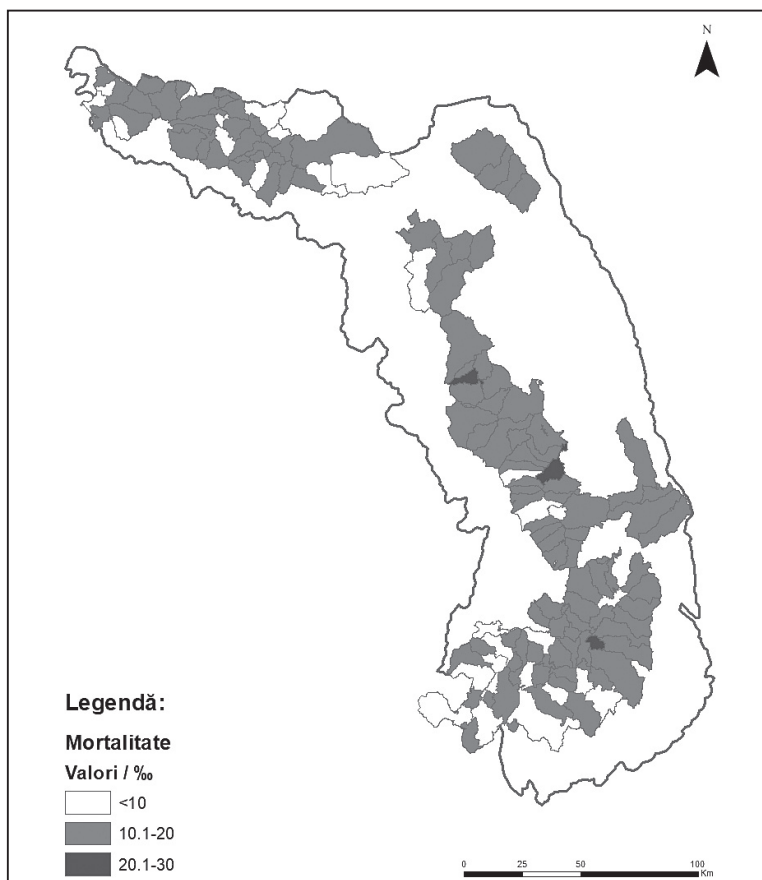 N
Legendă:
Mortalitate
Valori / ‰
<10
10.1-20
20.1-30
0 25 50 100
Km